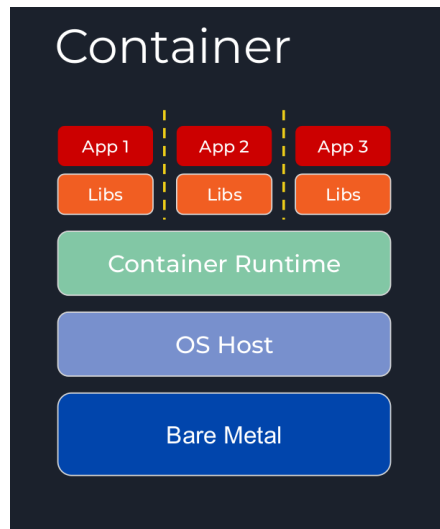 Container
App 1 App 2 App 3
Libs Libs Libs
Container Runtime
OS Host
Bare Metal